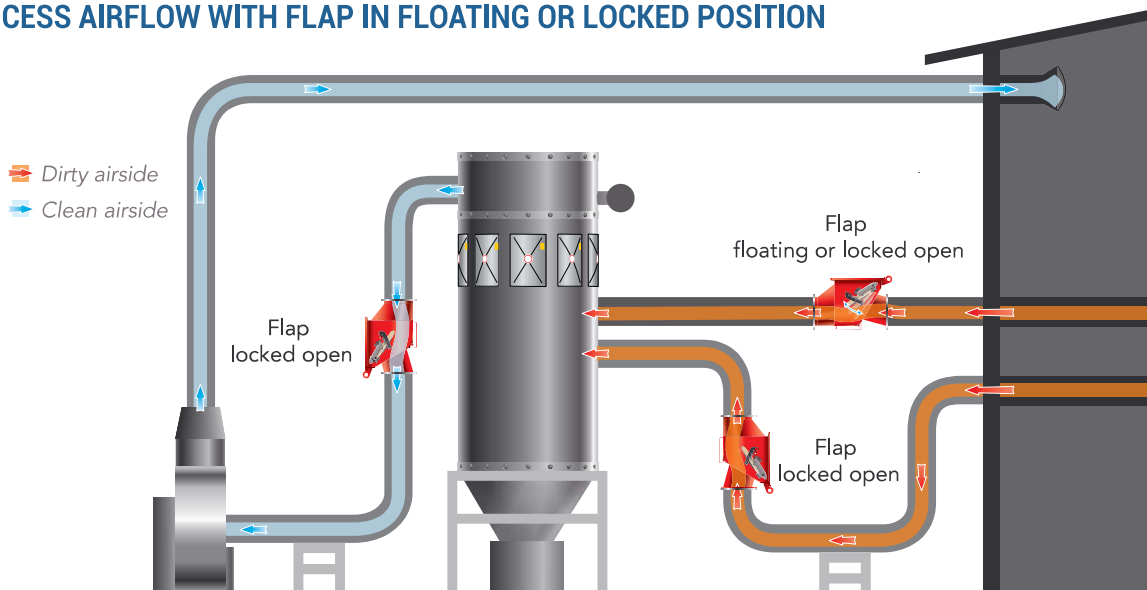 CESS AIRFLOW WITH FLAP IN FLOATING OR LOCKED POSITION
Dirty airside
Clean airside
Flap
floating or locked open
Flap
locked open
Flap
locked open